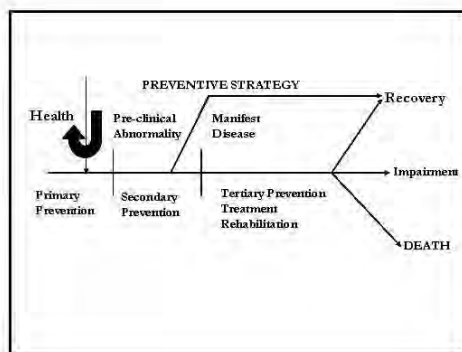 PREVENTIVE STRATEGY
Health
Pre-clinical
Abnormality
Manifest
Disease
Recovery
Impairment
Primary
Prevention
Secondary
Prevention
Tertiary Prevention
Treatment
Rehabilitation
DEATH